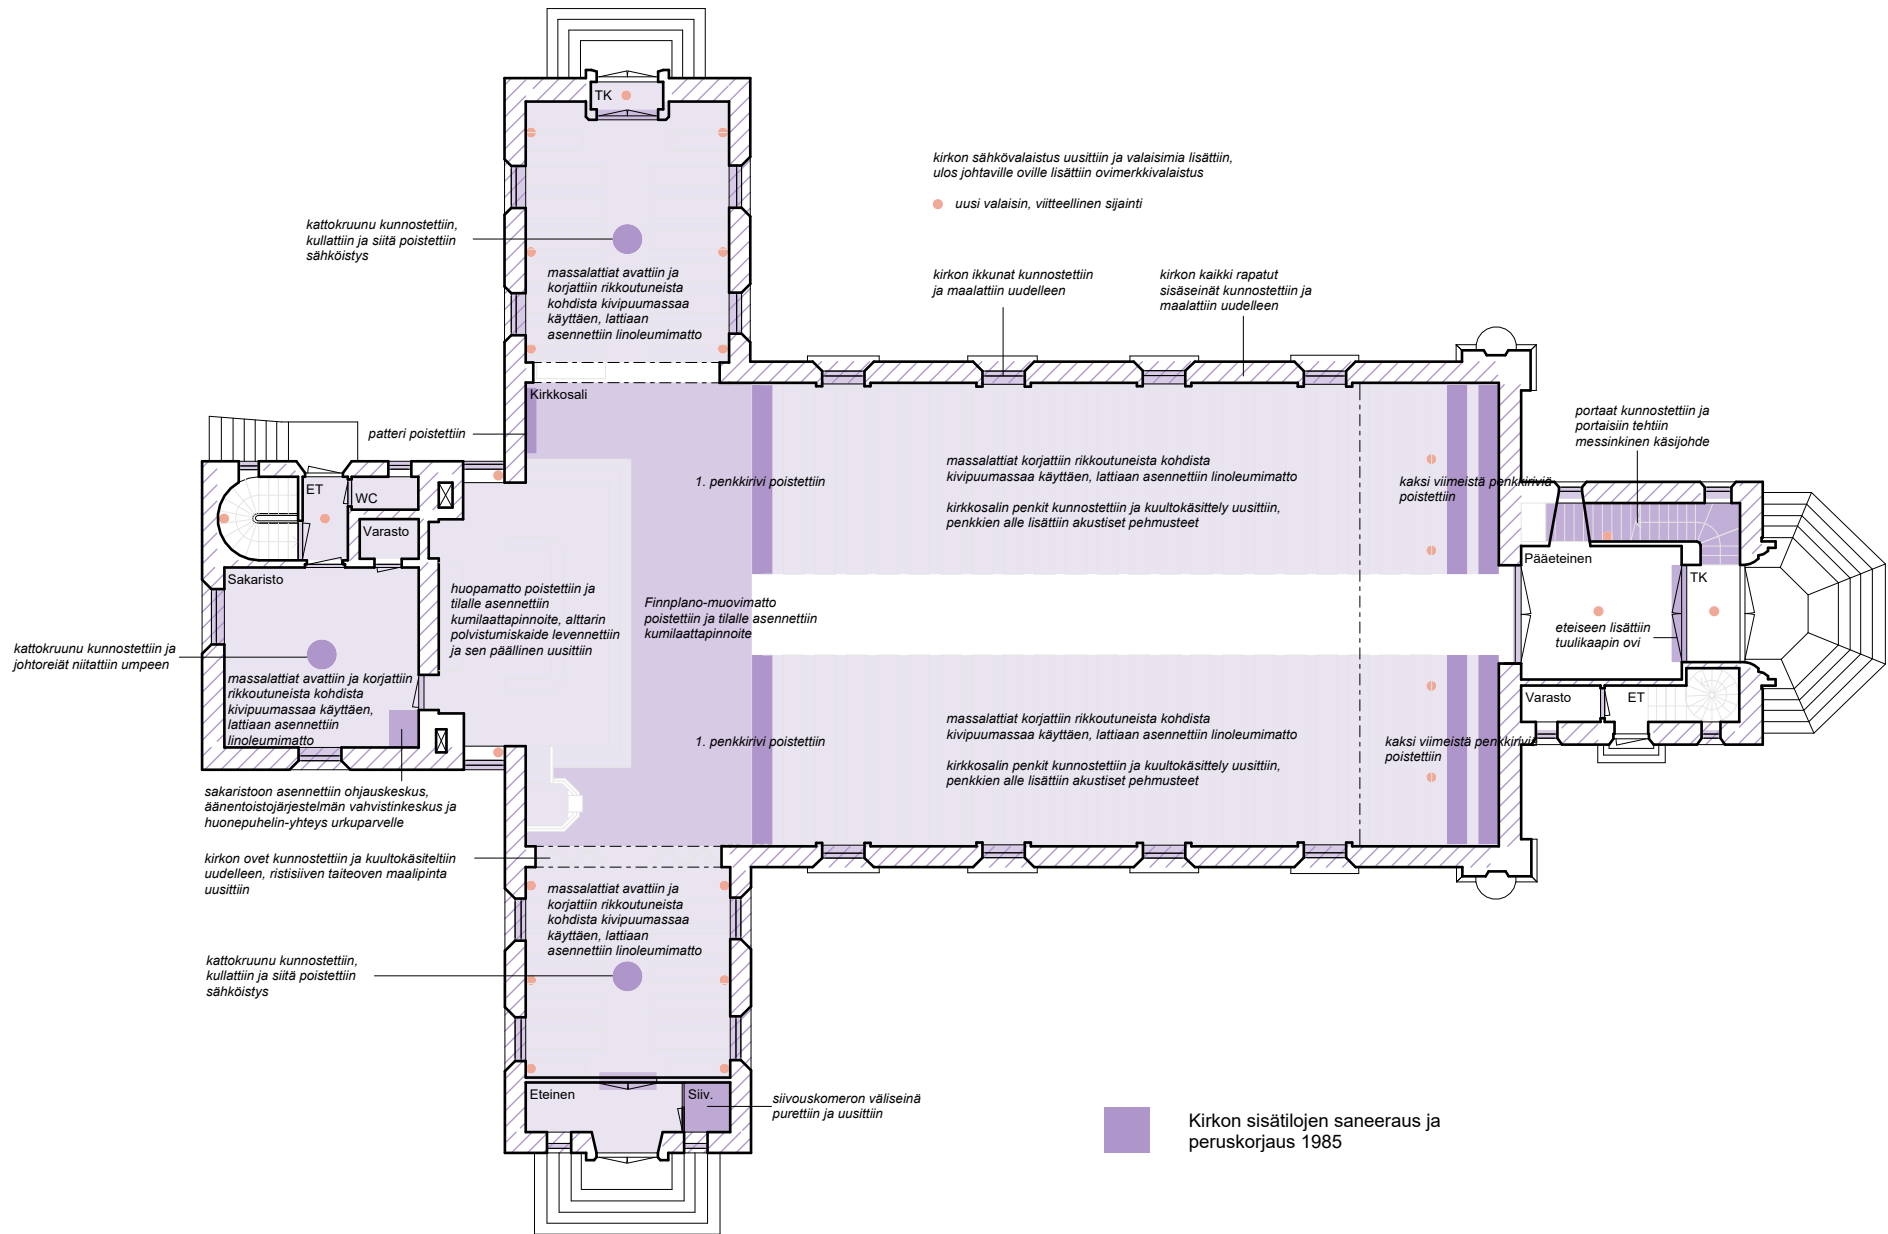 TK
kirkon sähkövalaistus uusittiin ja valaisimia lisättiin,
ulos johtaville oville lisättiin ovimerkkivalaistus
uusi valaisin, viitteellinen sijainti
kattokruunu kunnostettiin,
kullattiin ja siitä poistettiin
sähköistys
massalattiat avattiin ja
korjattiin rikkoutuneista
kohdista kivipuumassaa
käyttäen, lattiaan
asennettiin linoleumimatto
kirkon ikkunat kunnostettiin
ja maalattiin uudelleen
kirkon kaikki rapatut
sisäseinät kunnostettiin ja
maalattiin uudelleen
Kirkkosali
patteri poistettiin
portaat kunnostettiin ja
portaisiin tehtiin
messinkinen käsijohde
1. penkkirivi poistettiin
massalattiat korjattiin rikkoutuneista kohdista
kivipuumassaa käyttäen, lattiaan asennettiin linoleumimatto
kirkkosalin penkit kunnostettiin ja kuultokäsittely uusittiin,
penkkien alle lisättiin akustiset pehmusteet
kaksi viimeistä penkkiriviä
poistettiin
ET
WC
Varasto
Sakaristo
Pääeteinen
TK
huopamatto poistettiin ja
tilalle asennettiin
kumilaattapinnoite, alttarin
polvistumiskaide levennettiin
ja sen päällinen uusittiin
Finnplano-muovimatto
poistettiin ja tilalle asennettiin
kumilaattapinnoite
eteiseen lisättiin
tuulikaapin ovi
kattokruunu kunnostettiin ja
johtoreiät niitattiin umpeen
massalattiat avattiin ja korjattiin
rikkoutuneista kohdista
kivipuumassaa käyttäen,
lattiaan asennettiin
linoleumimatto
Varasto
ET
1. penkkirivi poistettiin
massalattiat korjattiin rikkoutuneista kohdista
kivipuumassaa käyttäen, lattiaan asennettiin linoleumimatto
kirkkosalin penkit kunnostettiin ja kuultokäsittely uusittiin,
penkkien alle lisättiin akustiset pehmusteet
kaksi viimeistä penkkiriviä
poistettiin
sakaristoon asennettiin ohjauskeskus,
äänentoistojärjestelmän vahvistinkeskus ja
huonepuhelin-yhteys urkuparvelle
kirkon ovet kunnostettiin ja kuultokäsiteltiin
uudelleen, ristisiiven taiteoven maalipinta
uusittiin
massalattiat avattiin ja
korjattiin rikkoutuneista
kohdista kivipuumassaa
käyttäen, lattiaan
asennettiin linoleumimatto
kattokruunu kunnostettiin,
kullattiin ja siitä poistettiin
sähköistys
Eteinen
Siiv.
siivouskomeron väliseinä
purettiin ja uusittiin
Kirkon sisätilojen saneeraus ja
peruskorjaus 1985